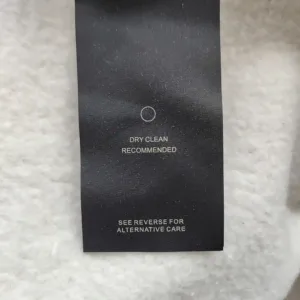 DRY CLEAN
RECOMMENDED
SEE REVERSE FOR
ALTERNATIVE CARE